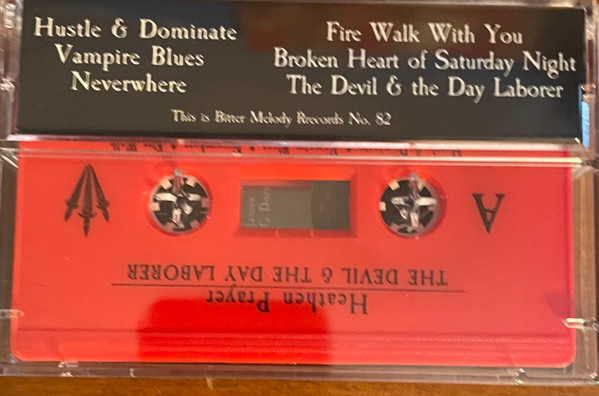 Hustle & Dominate
Vampire Blues
Neverwhere
Fire Walk With You
Broken Heart of Saturday Night
The Devil & the Day Laborer
This is Bitter Melody Rrecords No. 82
A
THE DEVIL & THE DAY LABORER
Heathen Prayer